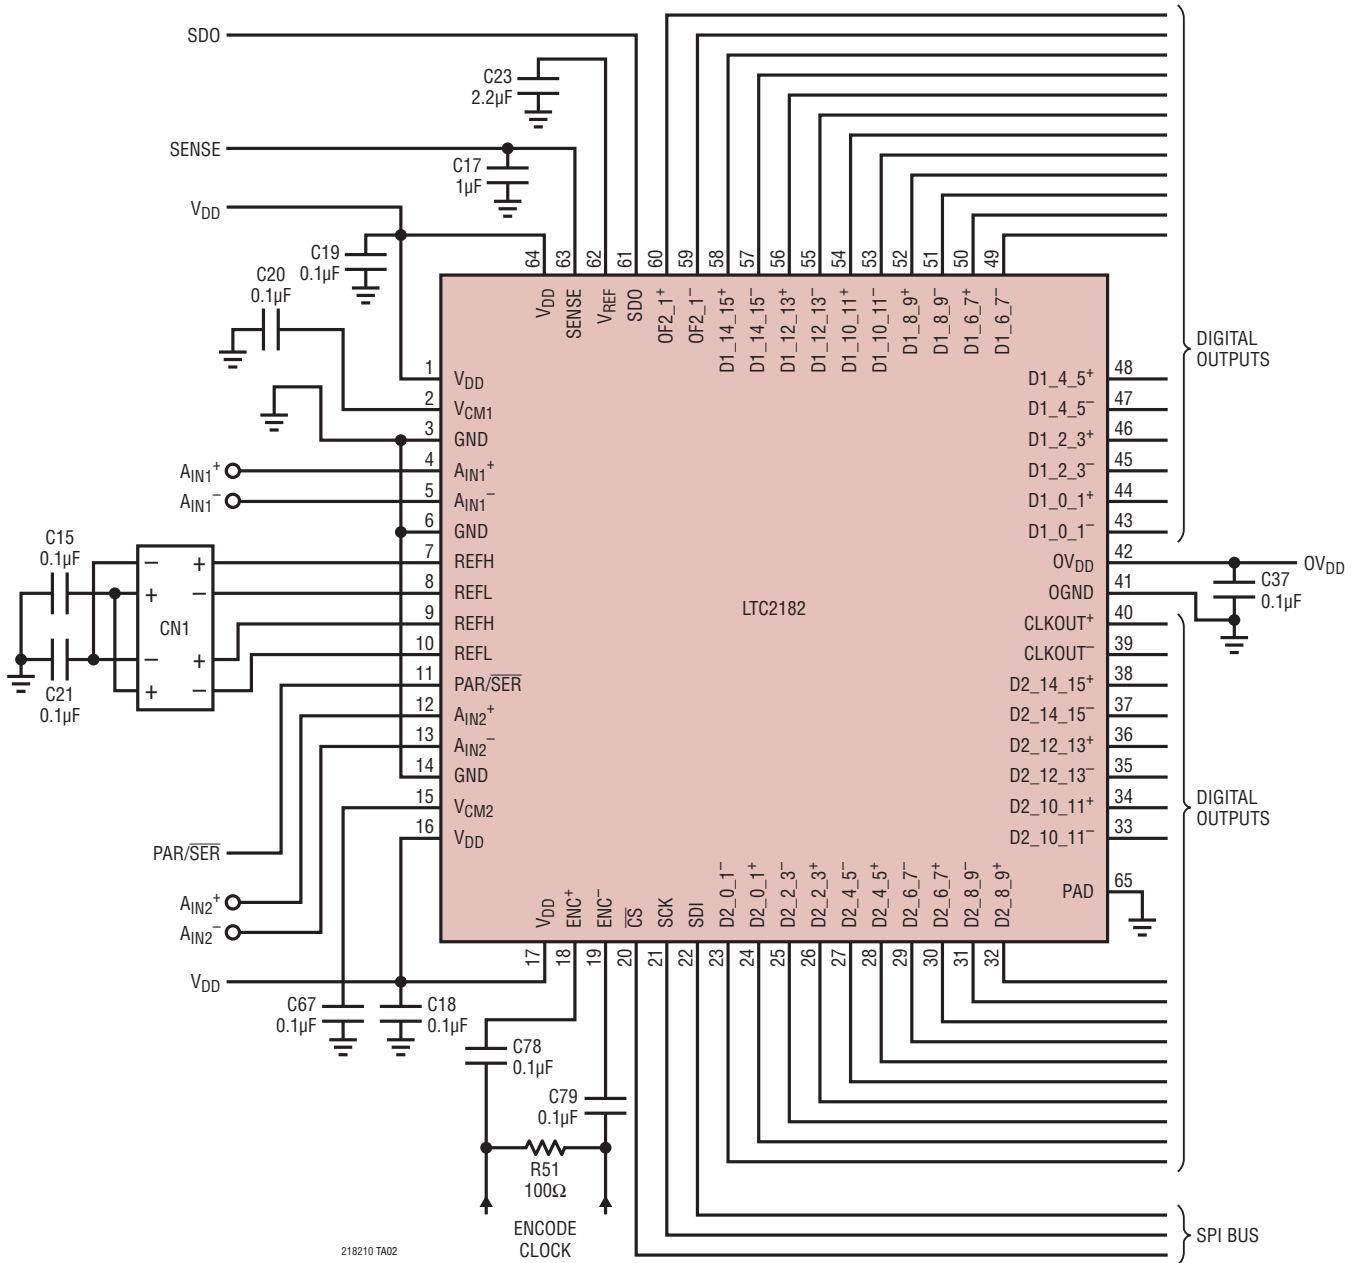 SDO
C23
2.2µF
SENSE
C17
1µF
VDD
C19
0.1µF
C20
0.1µF
64
63
62
61
60
59
58
57
56
55
54
53
52
51
50
49
VDD
SENSE
VREF
SDO
OF2_1+
OF2_1–
D1_14_15+
D1_14_15–
D1_12_13+
D1_12_13–
D1_10_11+
D1_10_11–
D1_8_9+
D1_8_9–
D1_6_7+
D1_6_7–
DIGITAL
OUTPUTS
1 VDD
2 VCM1
3 GND
4 AIN1+
5 AIN1–
6 GND
7 REFH
8 REFL
9 REFH
10 REFL
11 PAR/SER
12 AIN2+
13 AIN2–
14 GND
15 VCM2
16 VDD
AIN1+
AIN1–
C15
0.1µF
– +
+ –
CN1
– +
+ –
C21
0.1µF
LTC2182
D1_4_5+ 48
D1_4_5– 47
D1_2_3+ 46
D1_2_3– 45
D1_0_1+ 44
D1_0_1– 43
OVDD 42
OGND 41
CLKOUT+ 40
CLKOUT– 39
D2_14_15+ 38
D2_14_15– 37
D2_12_13+ 36
D2_12_13– 35
D2_10_11+ 34
D2_10_11– 33
PAD 65
OVDD
C37
0.1µF
DIGITAL
OUTPUTS
PAR/SER
AIN2+
AIN2–
VDD
VDD
ENC+
ENC–
CS
SCK
SDI
D2_0_1–
D2_0_1+
D2_2_3–
D2_2_3+
D2_4_5–
D2_4_5+
D2_6_7–
D2_6_7+
D2_8_9–
D2_8_9+
17
18
19
20
21
22
23
24
25
26
27
28
29
30
31
32
C67
0.1µF
C18
0.1µF
C78
0.1µF
C79
0.1µF
R51
100Ω
ENCODE
CLOCK
SPI BUS
218210 TA02